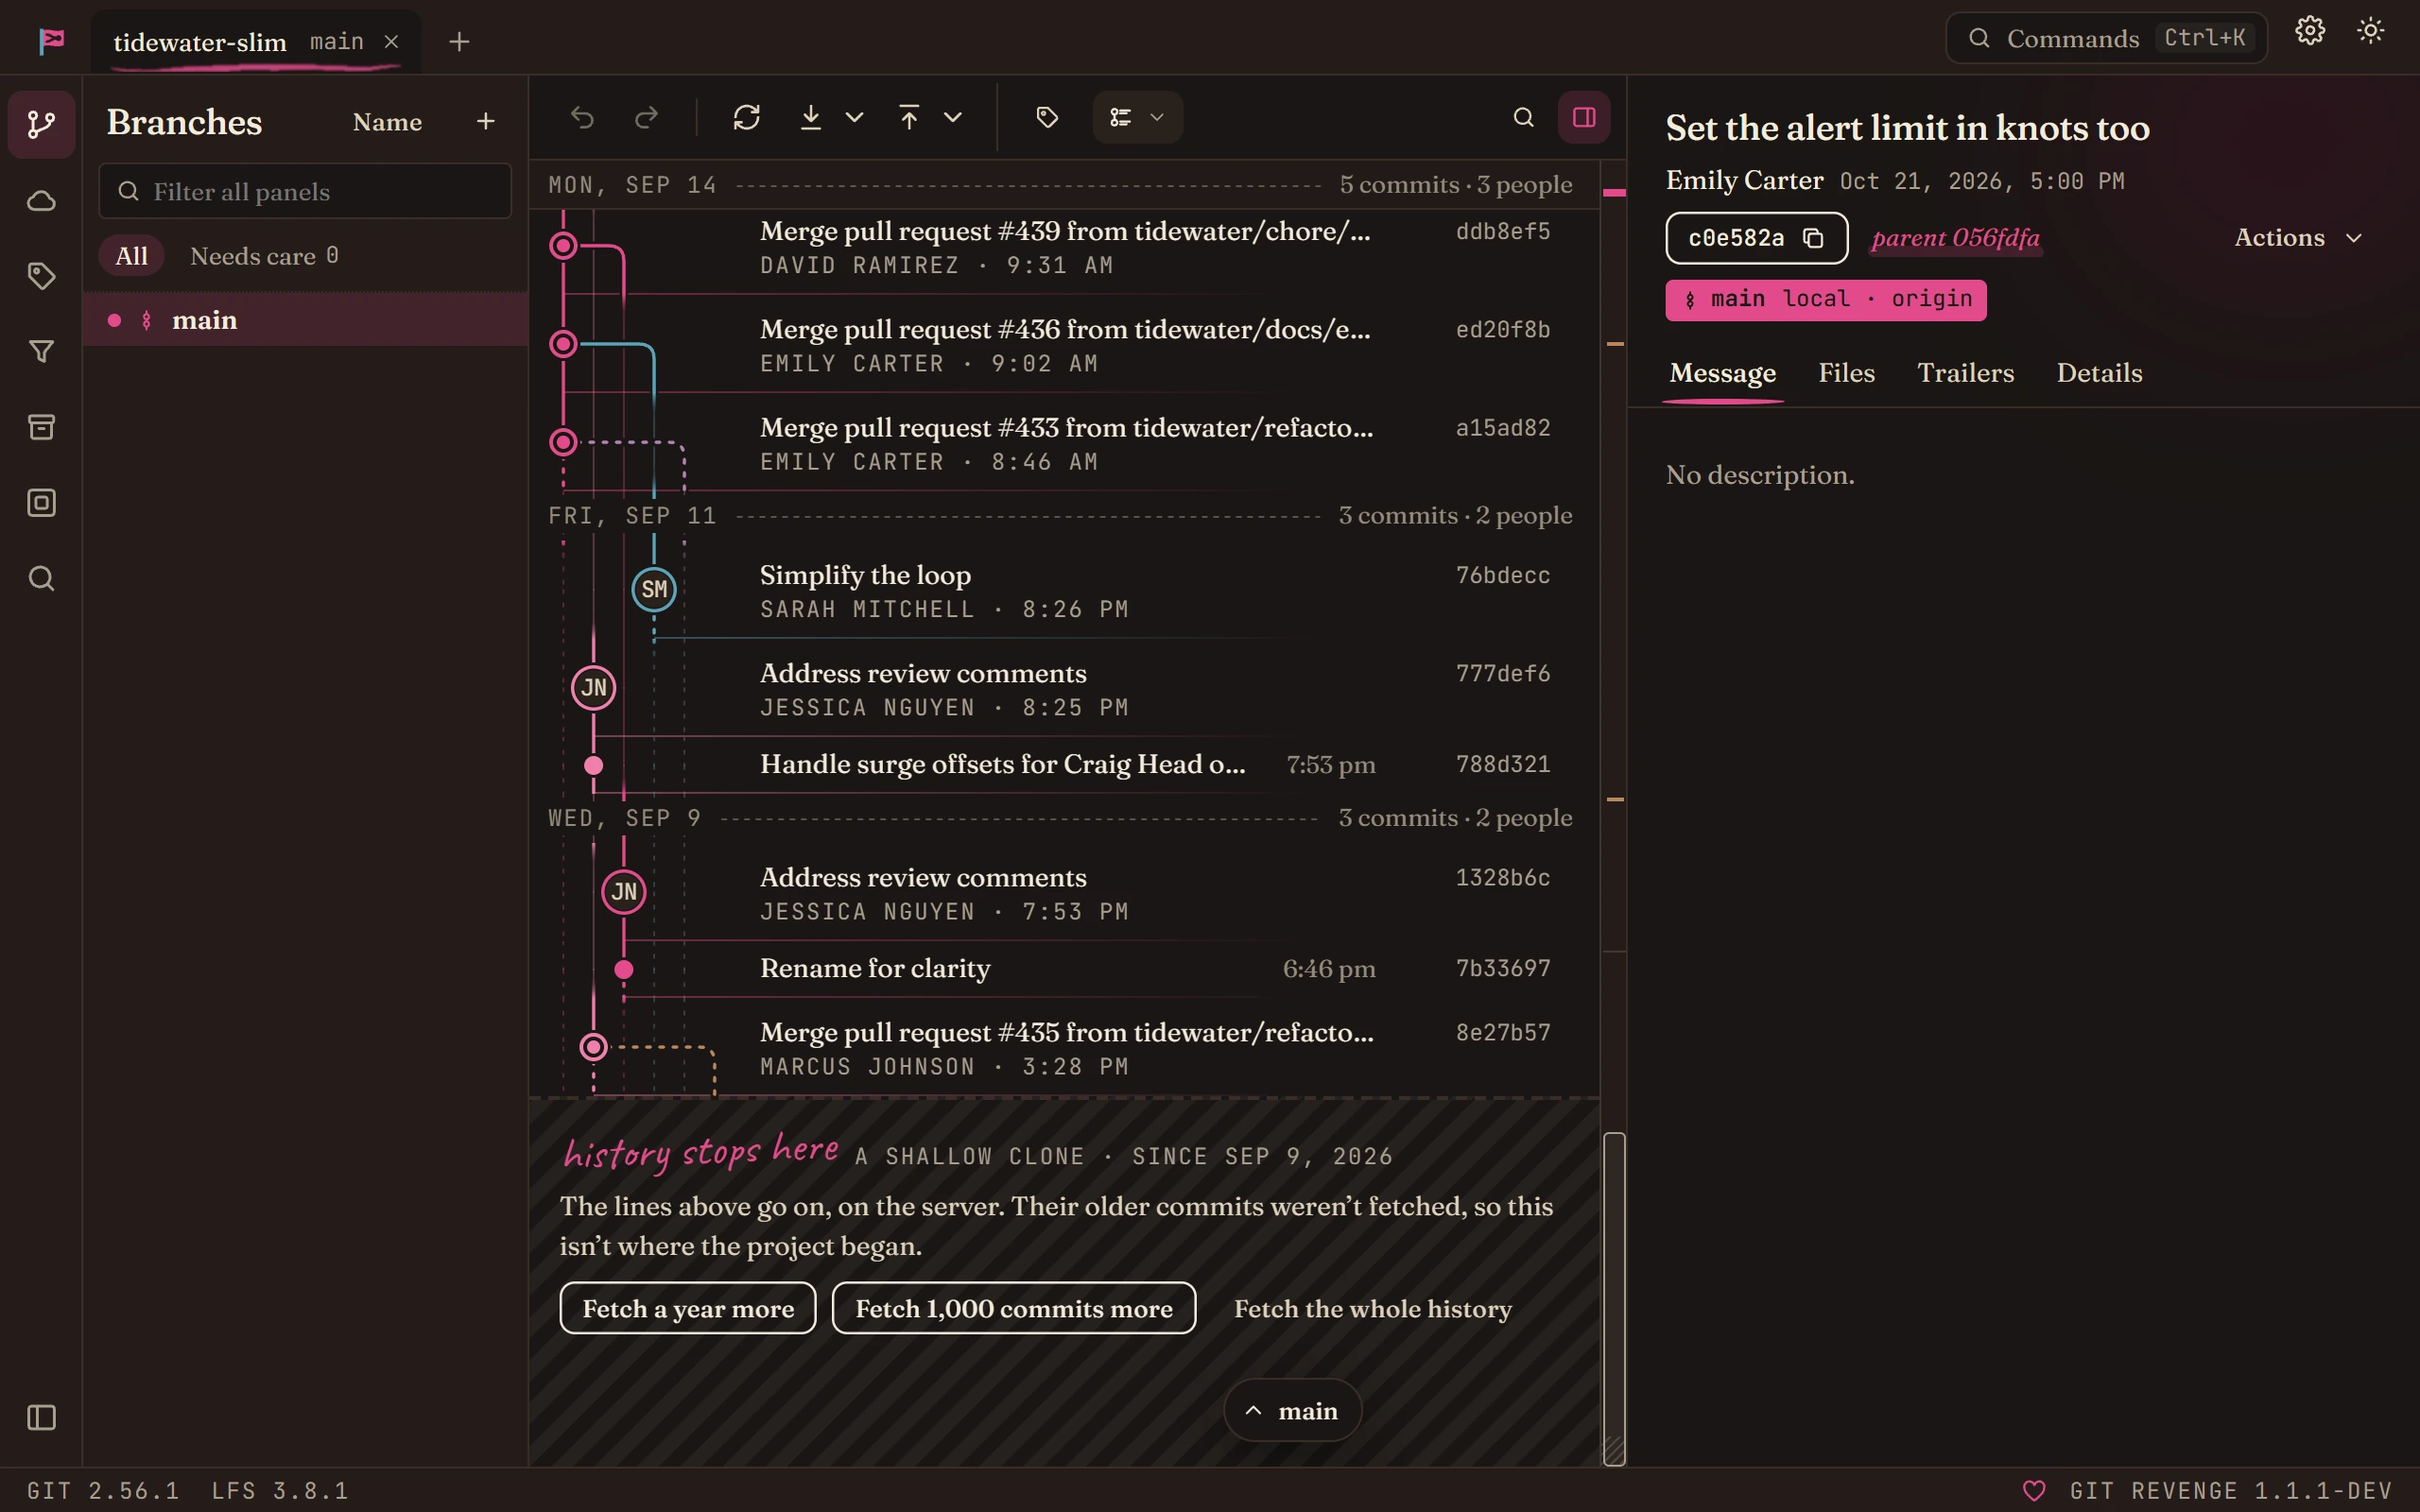 tidewater-slim main
Commands Ctrl+K
Branches Name
Filter all panels
All Needs care 0
main
MON, SEP 14 5 commits · 3 people
Merge pull request #439 from tidewater/chore/… ddb8ef5
DAVID RAMIREZ · 9:31 AM
Merge pull request #436 from tidewater/docs/e… ed20f8b
EMILY CARTER · 9:02 AM
Merge pull request #433 from tidewater/refacto… a15ad82
EMILY CARTER · 8:46 AM
FRI, SEP 11 3 commits · 2 people
SM Simplify the loop 76bdecc
SARAH MITCHELL · 8:26 PM
JN Address review comments 777def6
JESSICA NGUYEN · 8:25 PM
Handle surge offsets for Craig Head o… 7:53 pm 788d321
WED, SEP 9 3 commits · 2 people
JN Address review comments 1328b6c
JESSICA NGUYEN · 7:53 PM
Rename for clarity 6:46 pm 7b33697
Merge pull request #435 from tidewater/refacto… 8e27b57
MARCUS JOHNSON · 3:28 PM
history stops here A SHALLOW CLONE · SINCE SEP 9, 2026
The lines above go on, on the server. Their older commits weren’t fetched, so this
isn’t where the project began.
Fetch a year more Fetch 1,000 commits more Fetch the whole history
main
Set the alert limit in knots too
Emily Carter Oct 21, 2026, 5:00 PM
c0e582a parent 056fdfa Actions
main local · origin
Message Files Trailers Details
No description.
GIT 2.56.1 LFS 3.8.1 GIT REVENGE 1.1.1-DEV